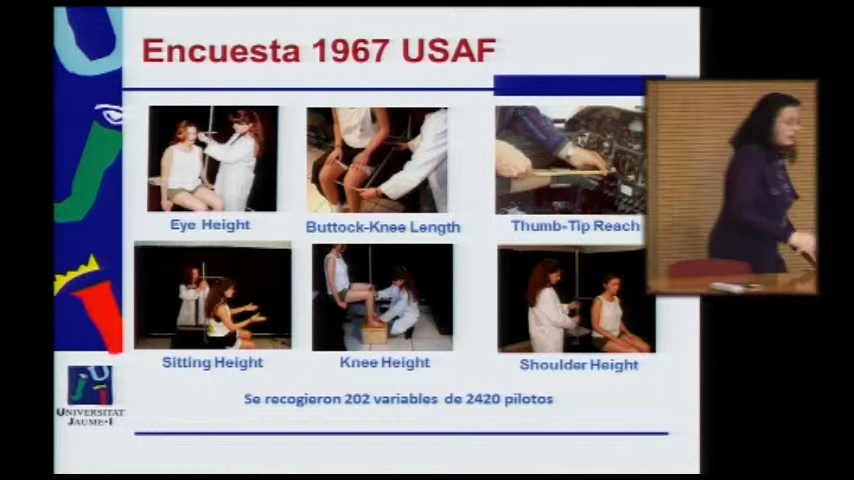 Encuesta 1967 USAF
Eye Height
Buttock-Knee Length
Thumb-Tip Reach
Sitting Height
Knee Height
Shoulder Height
Se recogieron 202 variables de 2420 pilotos
UNIVERSITAT
JAUME·I